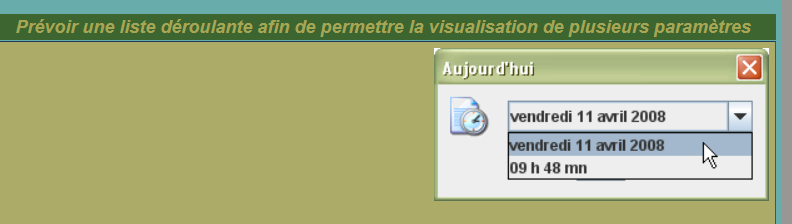 Prévoir une liste déroulante afin de permettre la visualisation de plusieurs paramètres
Aujourd'hui
vendredi 11 avril 2008
vendredi 11 avril 2008
09 h 48 mn